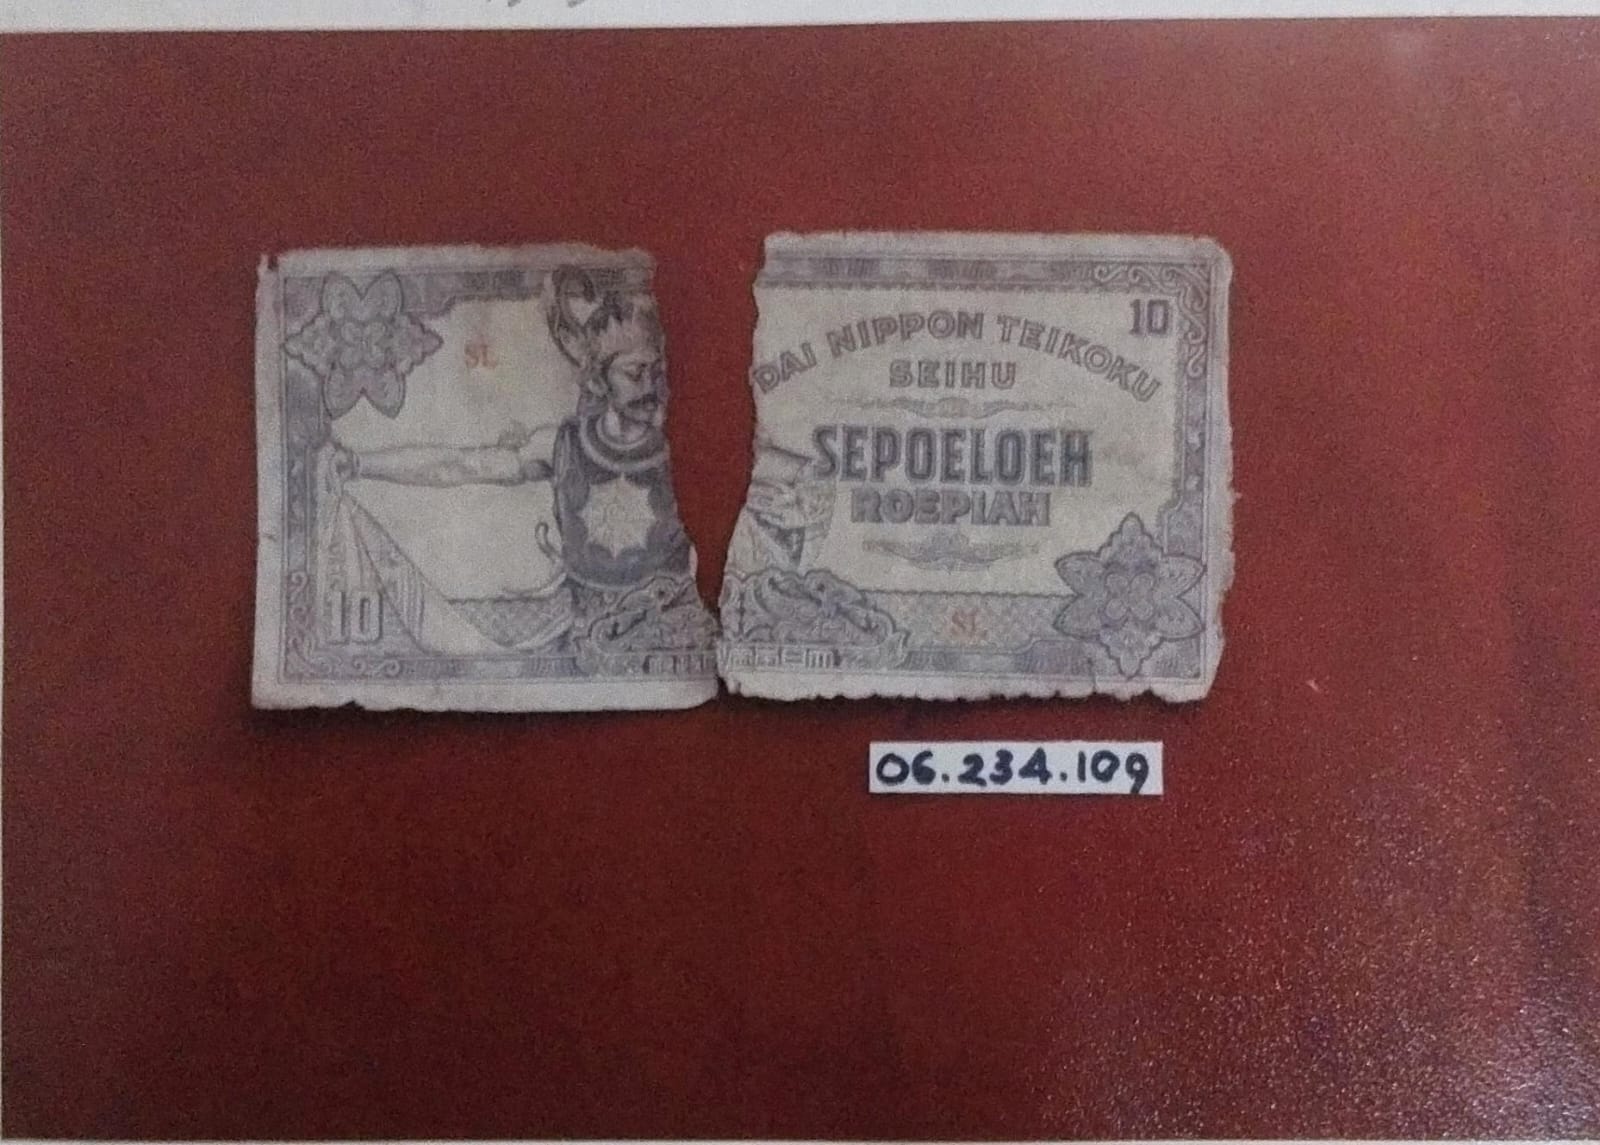 SL
10
10
DAI NIPPON TEIKOKU
SEIHU
SEPOELOEH
ROEPIAH
SL
06.234.109